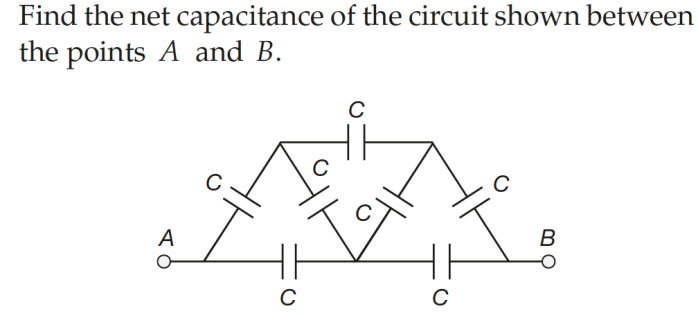 Find the net capacitance of the circuit shown between
the points A and B.
C
C
C
C
C
A
B
C
C